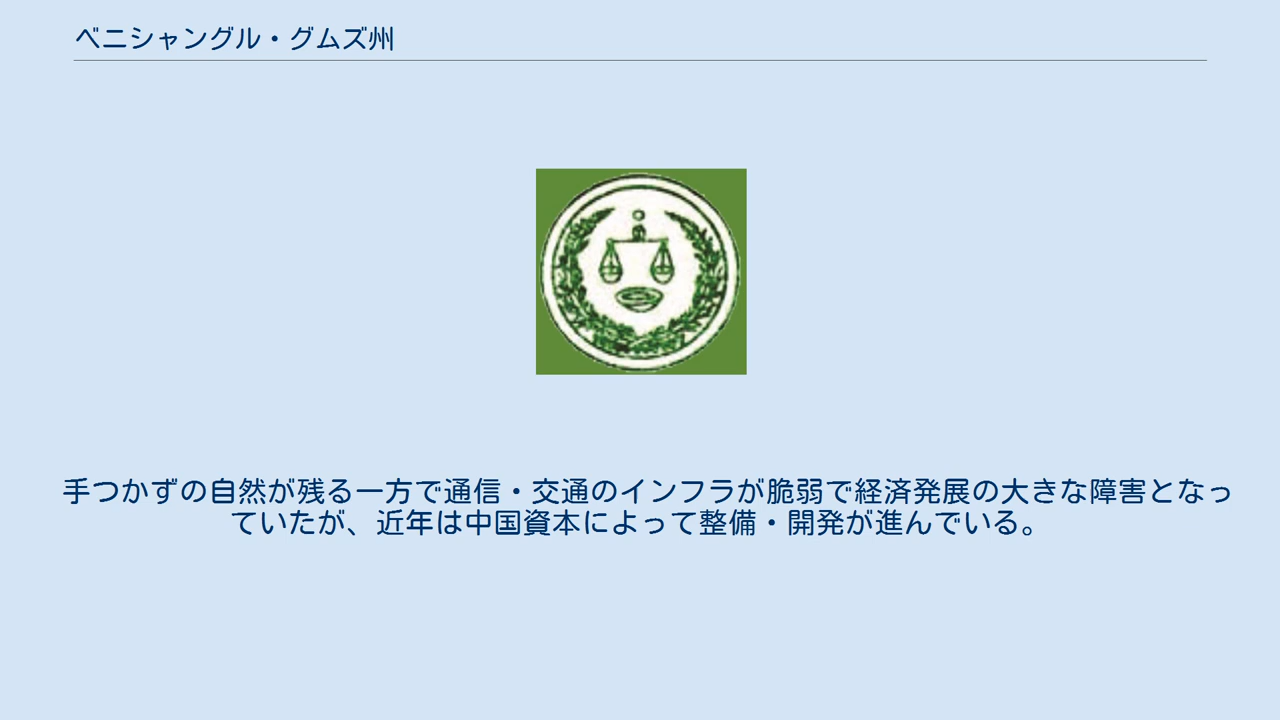 ベニシャングル・グムズ州
手つかずの自然が残る一方で通信・交通のインフラが脆弱で経済発展の大きな障害となっ
ていたが、近年は中国資本によって整備・開発が進んでいる。